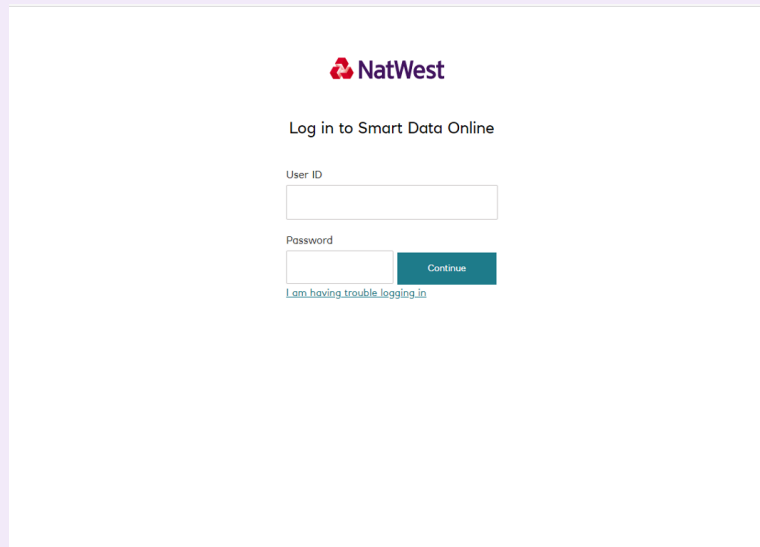 NatWest
Log in to Smart Data Online
User ID
Password
Continue
I am having trouble logging in